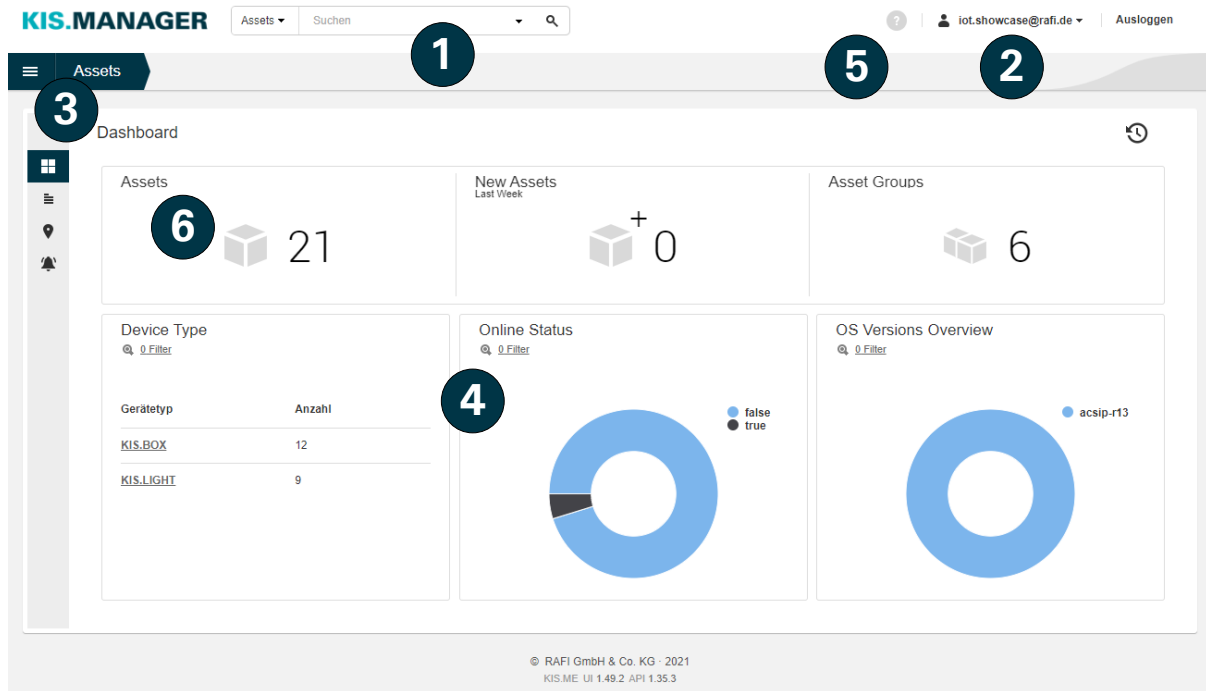 KIS.MANAGER Assets Suchen ? iot.showcase@rafi.de Ausloggen
1 5 2
Assets
3
Dashboard
Assets New Assets Asset Groups
Last Week
6 21 + 0 6
Device Type Online Status OS Versions Overview
0 Filter 0 Filter 0 Filter
4
Gerätetyp Anzahl false acsip-r13
true
KIS.BOX 12
KIS.LIGHT 9
© RAFI GmbH & Co. KG · 2021
KIS.ME UI 1.49.2 API 1.35.3